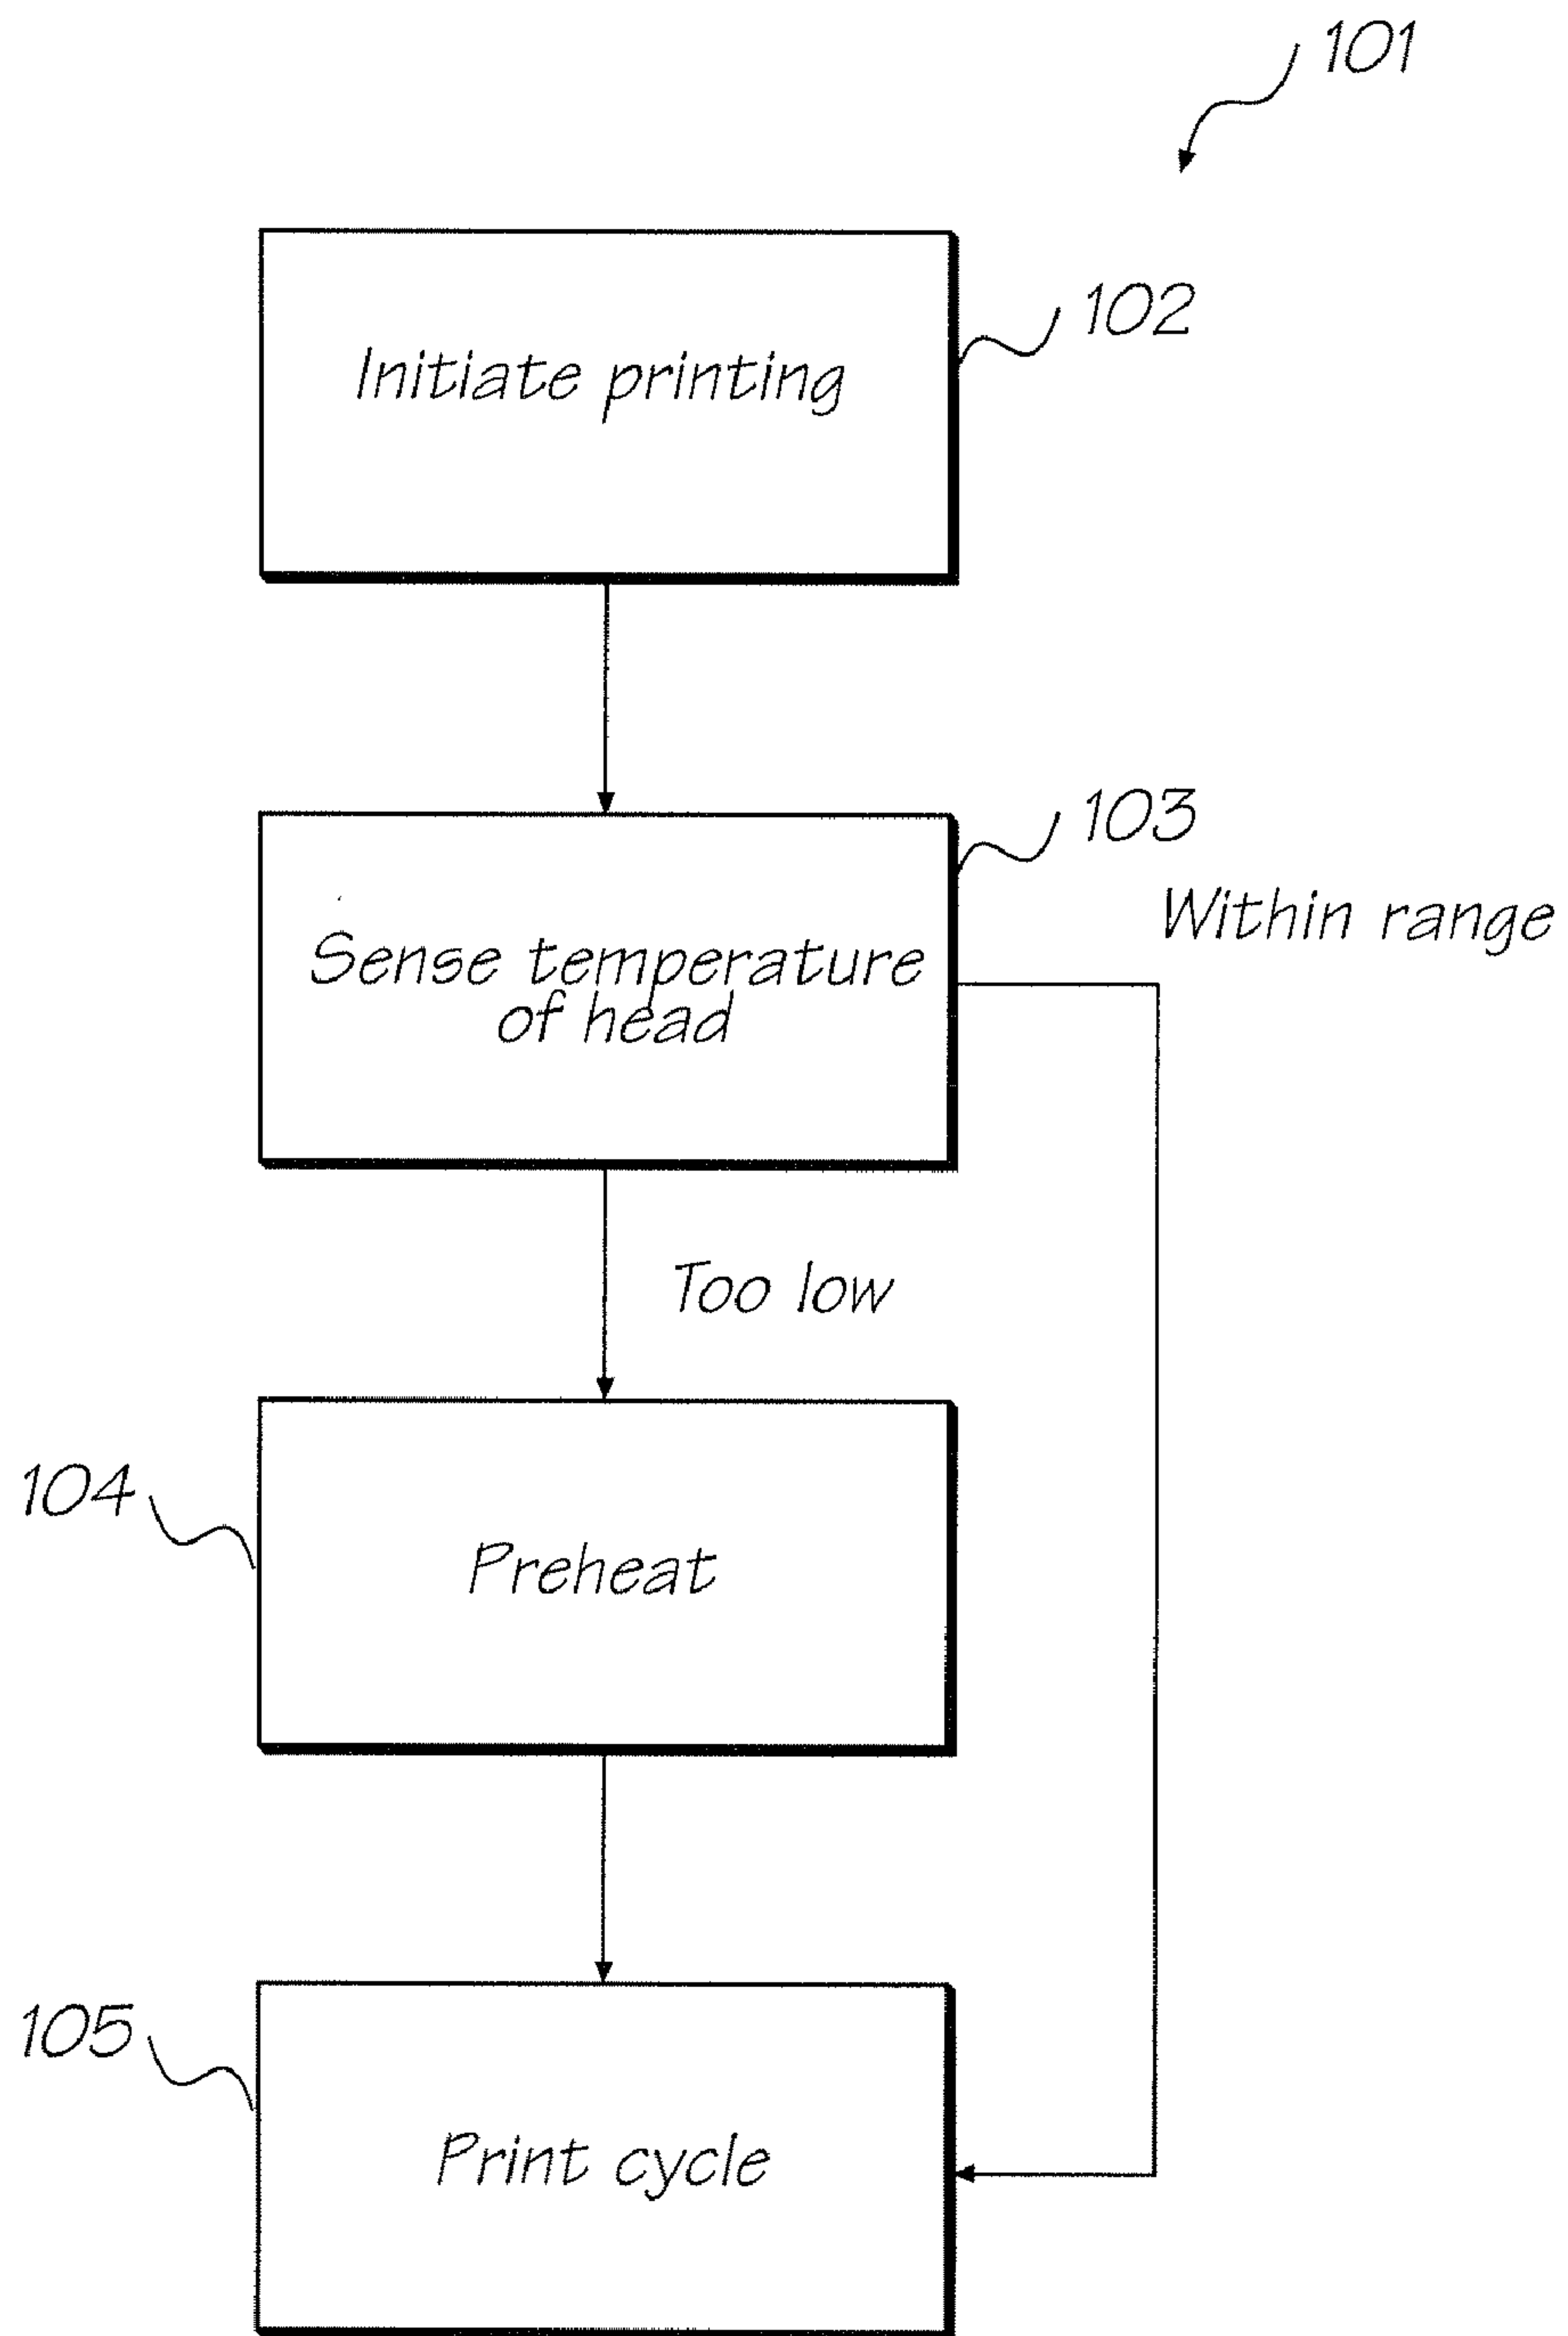 101
Initiate printing
102
103
Within range
Sense temperature
of head
Too low
104
Preheat
105
Print cycle